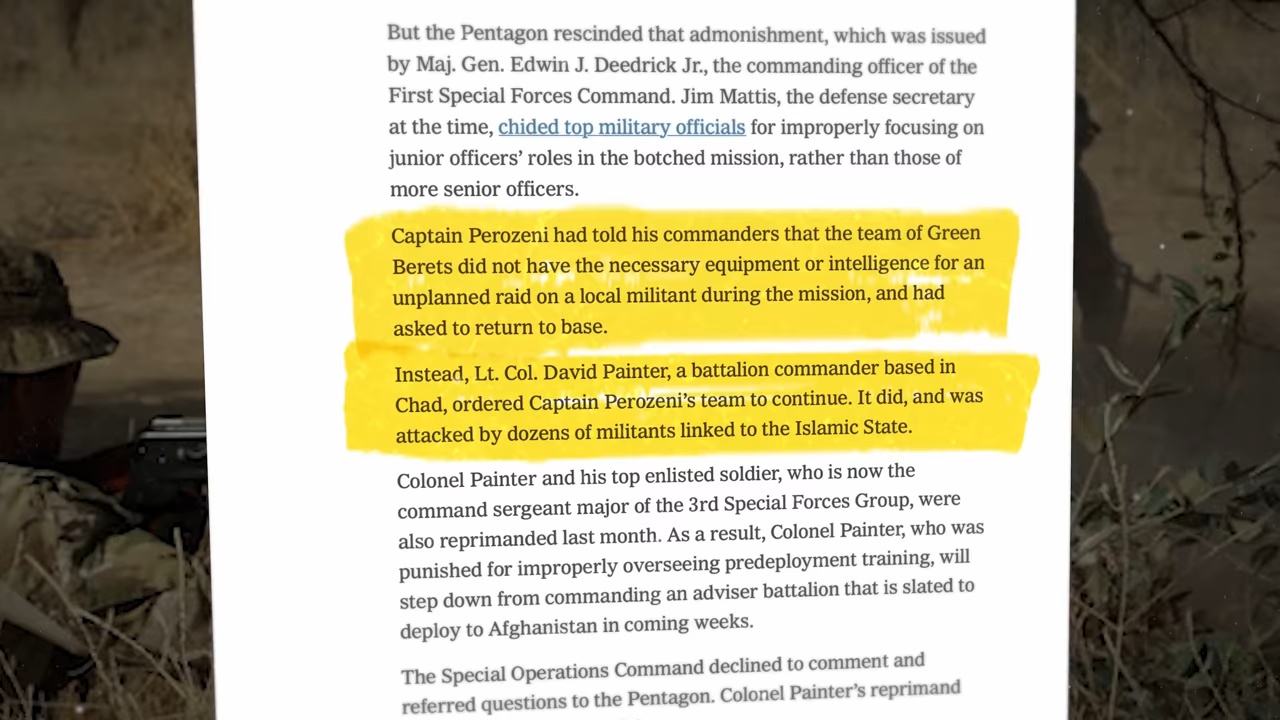 But the Pentagon rescinded that admonishment, which was issued
by Maj. Gen. Edwin J. Deedrick Jr., the commanding officer of the
First Special Forces Command. Jim Mattis, the defense secretary
at the time, chided top military officials for improperly focusing on
junior officers’ roles in the botched mission, rather than those of
more senior officers.
Captain Perozeni had told his commanders that the team of Green
Berets did not have the necessary equipment or intelligence for an
unplanned raid on a local militant during the mission, and had
asked to return to base.
Instead, Lt. Col. David Painter, a battalion commander based in
Chad, ordered Captain Perozeni’s team to continue. It did, and was
attacked by dozens of militants linked to the Islamic State.
Colonel Painter and his top enlisted soldier, who is now the
command sergeant major of the 3rd Special Forces Group, were
also reprimanded last month. As a result, Colonel Painter, who was
punished for improperly overseeing predeployment training, will
step down from commanding an adviser battalion that is slated to
deploy to Afghanistan in coming weeks.
The Special Operations Command declined to comment and
referred questions to the Pentagon. Colonel Painter’s reprimand